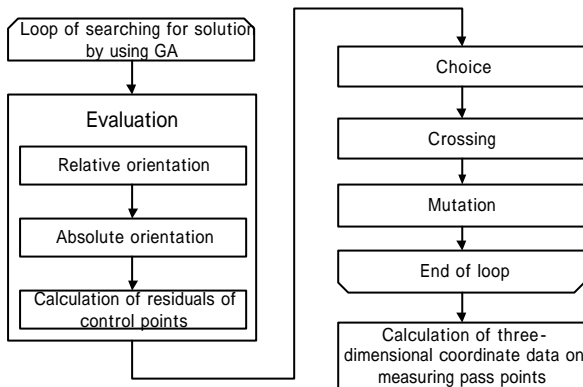 Loop of searching for solution
by using GA
Evaluation
Relative orientation
Absolute orientation
Calculation of residuals of
control points
Choice
Crossing
Mutation
End of loop
Calculation of three-
dimensional coordinate data on
measuring pass points